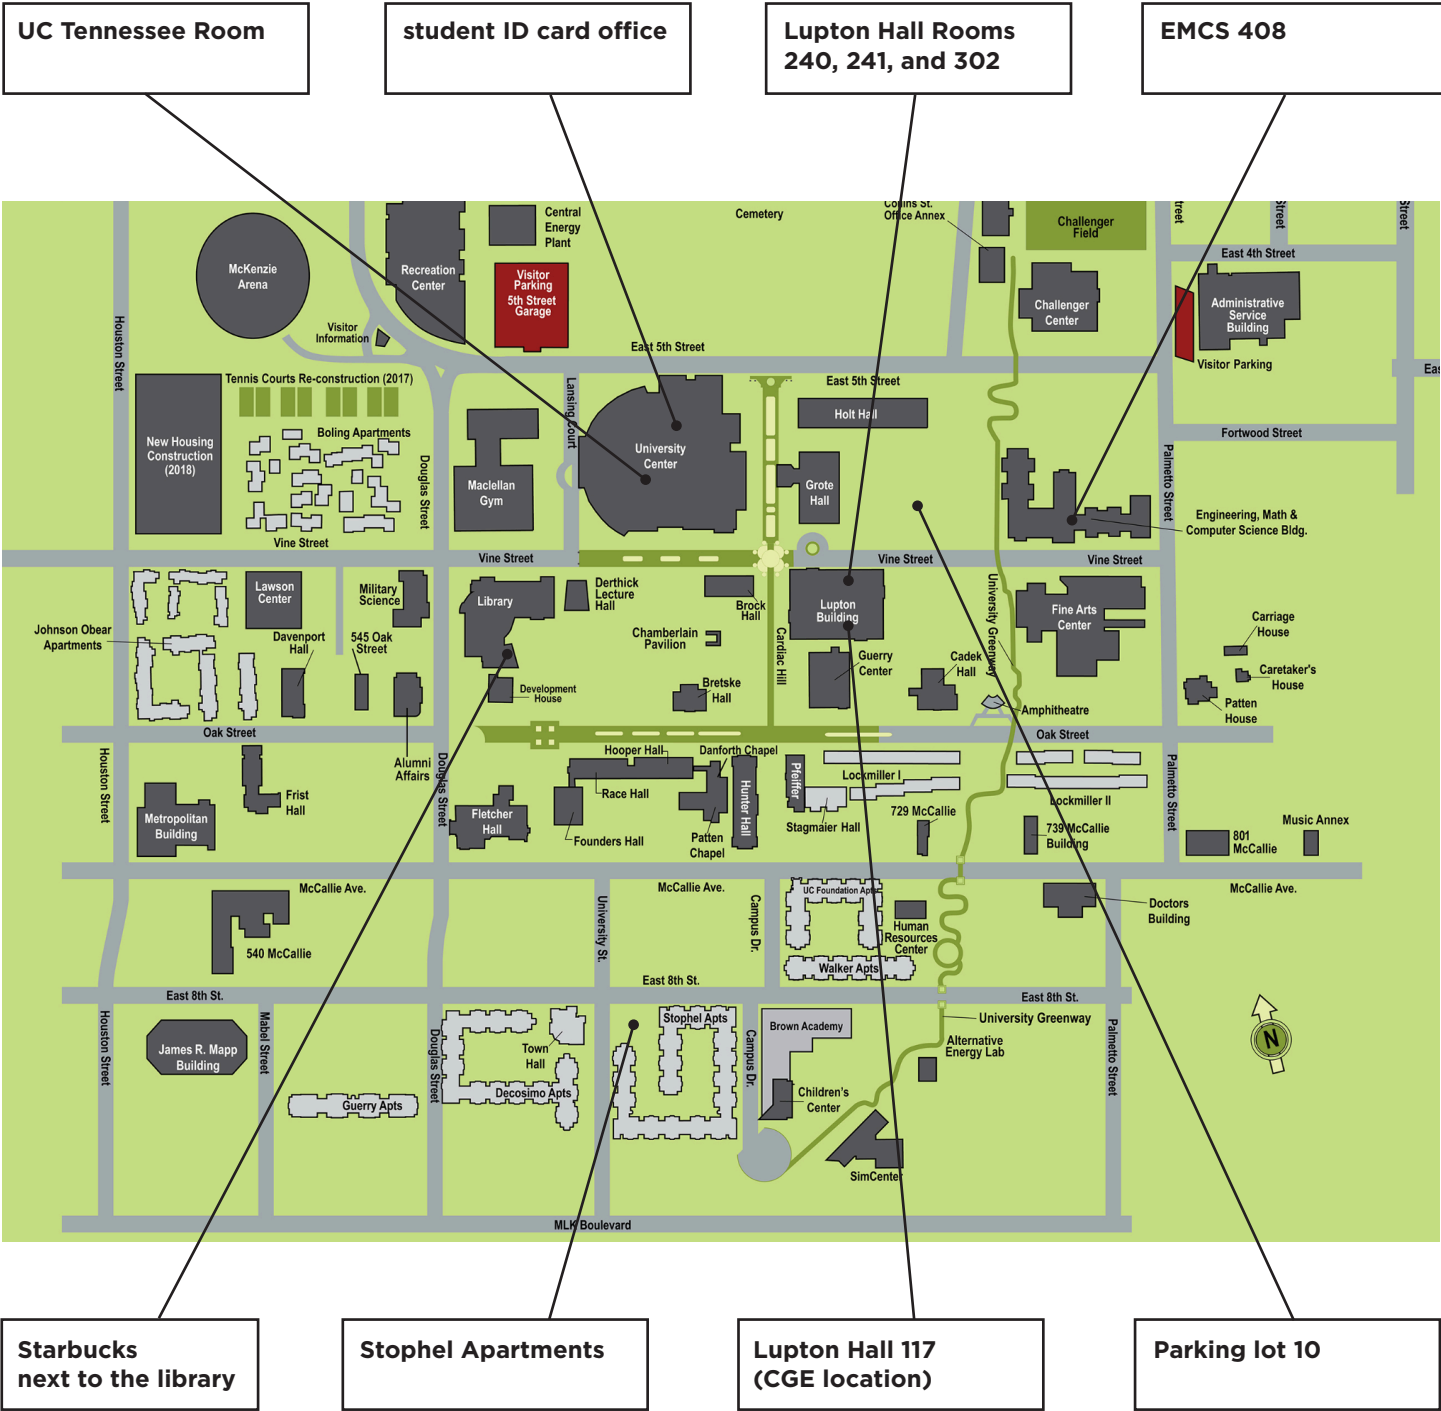 UC Tennessee Room
student ID card office
Lupton Hall Rooms
240, 241, and 302
EMCS 408
Cemetery
Collins St.
Office Annex
Challenger
Field
Street
Street
Street
East 4th Street
McKenzie
Arena
Recreation
Center
Central
Energy
Plant
Visitor
Parking
5th Street
Garage
Visitor
Information
Challenger
Center
Administrative
Service
Building
Visitor Parking
Houston Street
East 5th Street
East 5th Street
Eas
Tennis Courts Re-construction (2017)
Lansing Court
Holt Hall
New Housing
Construction
(2018)
Boling Apartments
Douglas Street
Maclellan
Gym
University
Center
Grote
Hall
Fortwood Street
Palmetto Street
Engineering, Math &
Computer Science Bldg.
Vine Street
Vine Street
Vine Street
Vine Street
Lawson
Center
Military
Science
Library
Derthick
Lecture
Hall
Brock
Hall
Lupton
Building
University Greenway
Fine Arts
Center
Johnson Obear
Apartments
Davenport
Hall
545 Oak
Street
Chamberlain
Pavilion
Cardiac Hill
Guerry
Center
Cadek
Hall
Carriage
House
Caretaker's
House
Development
House
Bretske
Hall
Amphitheatre
Patten
House
Oak Street
Oak Street
Houston Street
Alumni
Affairs
Douglas Street
Hooper Hall
Danforth Chapel
Race Hall
Hunter Hall
Pfeiffer
Lockmiller I
Lockmiller II
Palmetto Street
Frist
Hall
Metropolitan
Building
Fletcher
Hall
Founders Hall
Patten
Chapel
Stagmaier Hall
729 McCallie
739 McCallie
Building
801
McCallie
Music Annex
McCallie Ave.
McCallie Ave.
McCallie Ave.
540 McCallie
University St.
Campus Dr.
UC Foundation Apts
Human
Resources
Center
Doctors
Building
Walker Apts
East 8th St.
East 8th St.
East 8th St.
Houston Street
James R. Mapp
Building
Mabel Street
Douglas Street
Town
Hall
Stophel Apts
Campus Dr.
Brown Academy
University Greenway
Alternative
Energy Lab
Palmetto Street
N
Guerry Apts
Decosimo Apts
Children's
Center
SimCenter
MLK Boulevard
Starbucks
next to the library
Stophel Apartments
Lupton Hall 117
(CGE location)
Parking lot 10